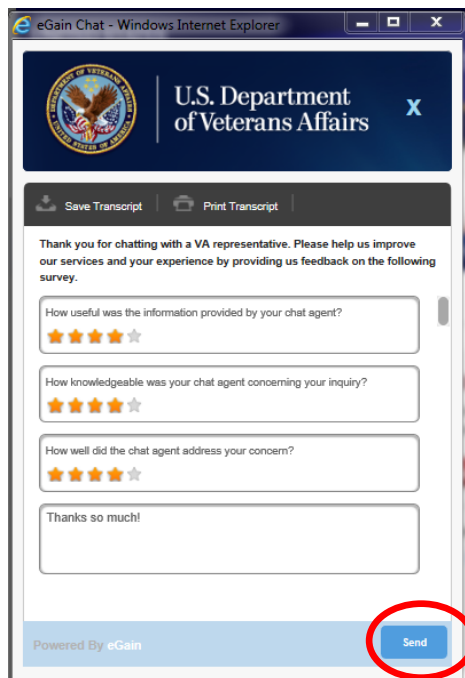 eGain Chat - Windows Internet Explorer
U.S. Department
of Veterans Affairs
X
Save Transcript
Print Transcript
Thank you for chatting with a VA representative. Please help us improve
our services and your experience by providing us feedback on the following
survey.
How useful was the information provided by your chat agent?
How knowledgeable was your chat agent concerning your inquiry?
How well did the chat agent address your concern?
Thanks so much!
Powered By eGain
Send